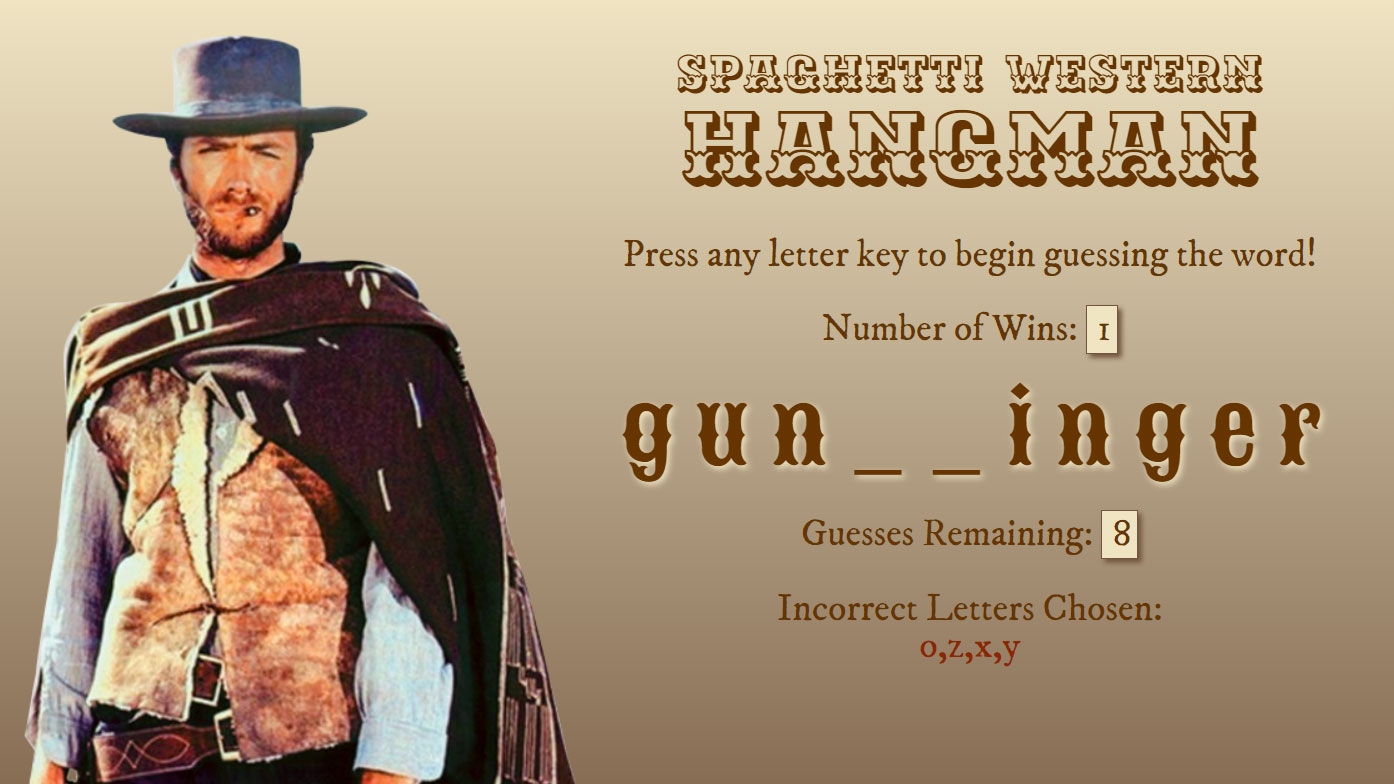 SPAGHETTI WESTERN
HANGMAN
Press any letter key to begin guessing the word!
Number of Wins: 1
gun__inger
Guesses Remaining: 8
Incorrect Letters Chosen:
o,z,x,y